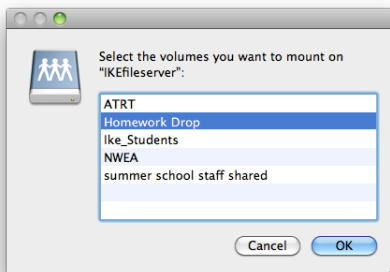 Select the volumes you want to mount on
"IKEfileserver":
ATRT
Homework Drop
Ike_Students
NWEA
summer school staff shared
Cancel
OK